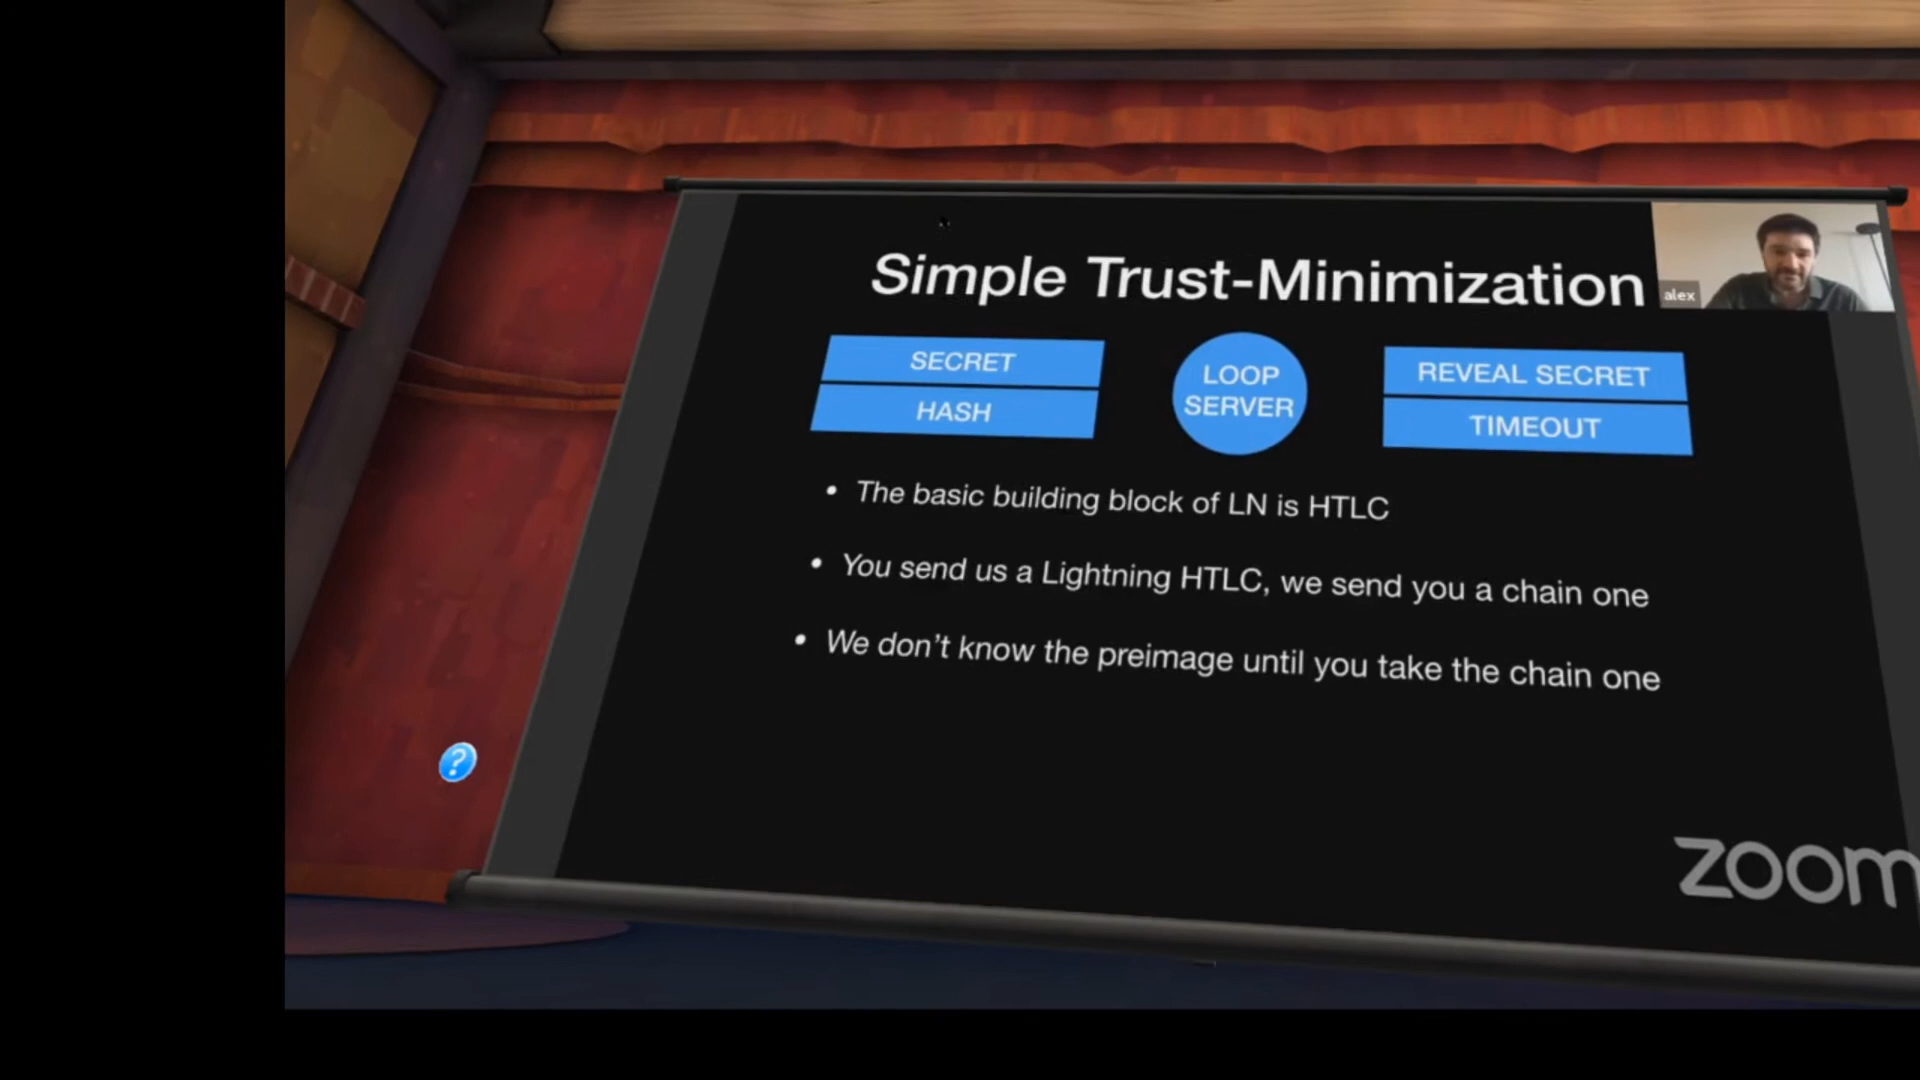 Simple Trust-Minimization
alex
SECRET
HASH
LOOP
SERVER
REVEAL SECRET
TIMEOUT
• The basic building block of LN is HTLC
• You send us a Lightning HTLC, we send you a chain one
• We don't know the preimage until you take the chain one
?
zoom